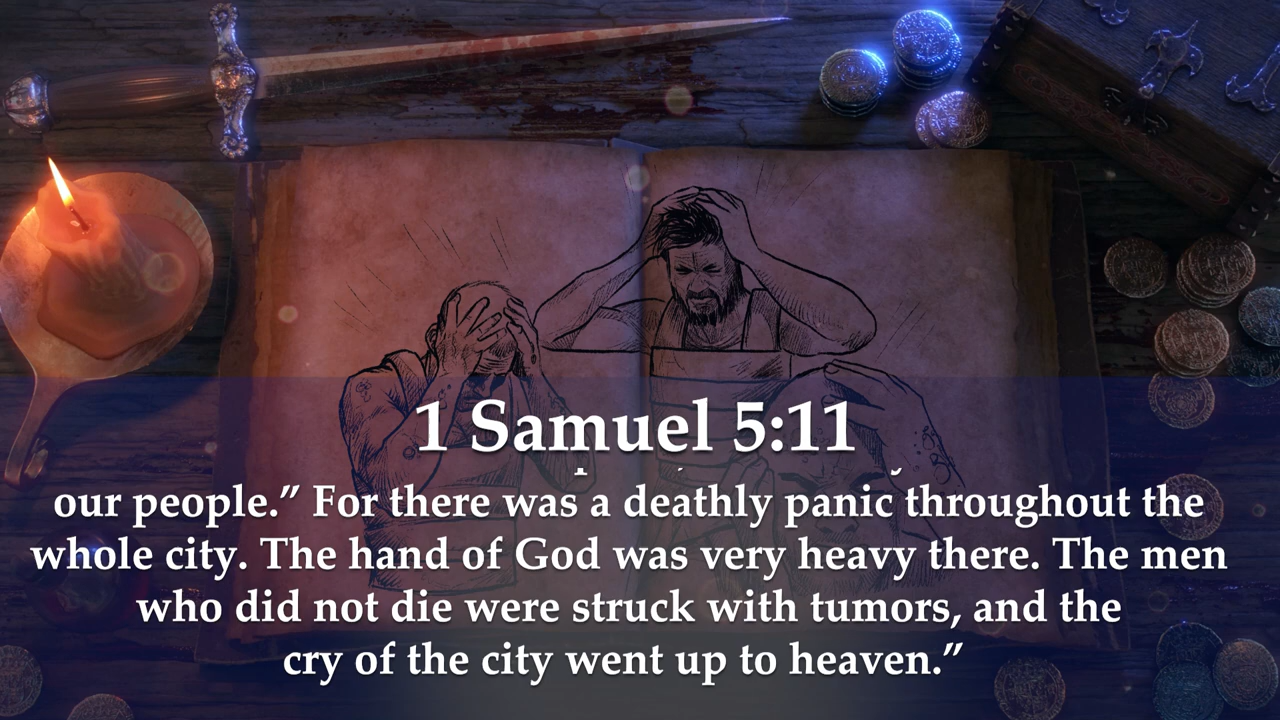 1 Samuel 5:11
our people.” For there was a deathly panic throughout the
whole city. The hand of God was very heavy there. The men
who did not die were struck with tumors, and the
cry of the city went up to heaven.”